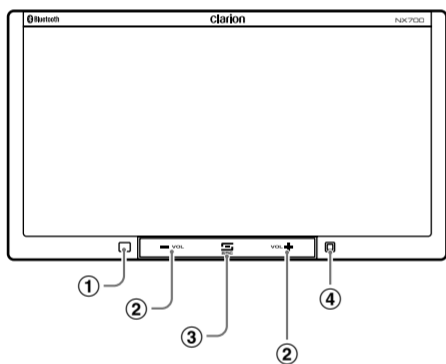 Bluetooth clarion NX700
− VOL VOL +
① ② ③ ② ④